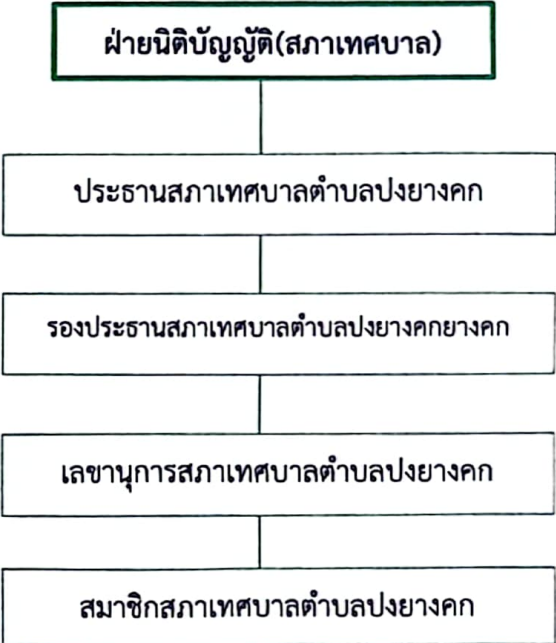 ฝ่ายนิติบัญญัติ(สภาเทศบาล)
ประธานสภาเทศบาลตำบลปงยางคก
รองประธานสภาเทศบาลตำบลปงยางคกยางคก
เลขานุการสภาเทศบาลตำบลปงยางคก
สมาชิกสภาเทศบาลตำบลปงยางคก